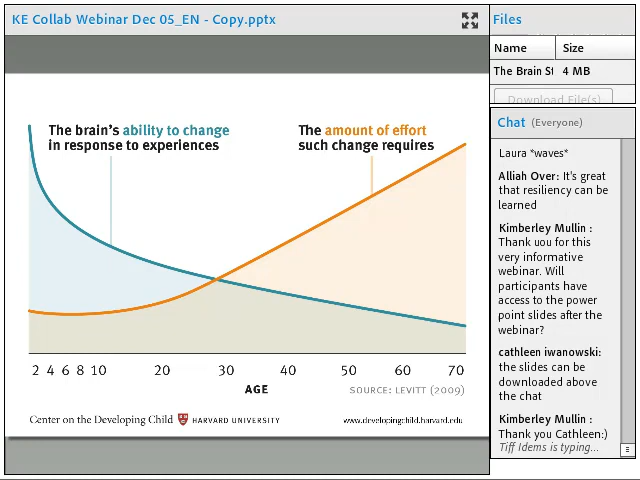 KE Collab Webinar Dec 05_EN - Copy.pptx
The brain's ability to change
in response to experiences
The amount of effort
such change requires
2 4 6 8 10 20 30 40 50 60 70
AGE
SOURCE: LEVITT (2009)
Center on the Developing Child HARVARD UNIVERSITY
www.developingchild.harvard.edu
Files
Name Size
The Brain St 4 MB
Download File(s)
Chat (Everyone)
Laura *waves*
Alliah Over: It's great
that resiliency can be
learned
Kimberley Mullin :
Thank uou for this
very informative
webinar. Will
participants have
access to the power
point slides after the
webinar?
cathleen iwanowski:
the slides can be
downloaded above
the chat
Kimberley Mullin :
Thank you Cathleen:)
Tiff Idems is typing...